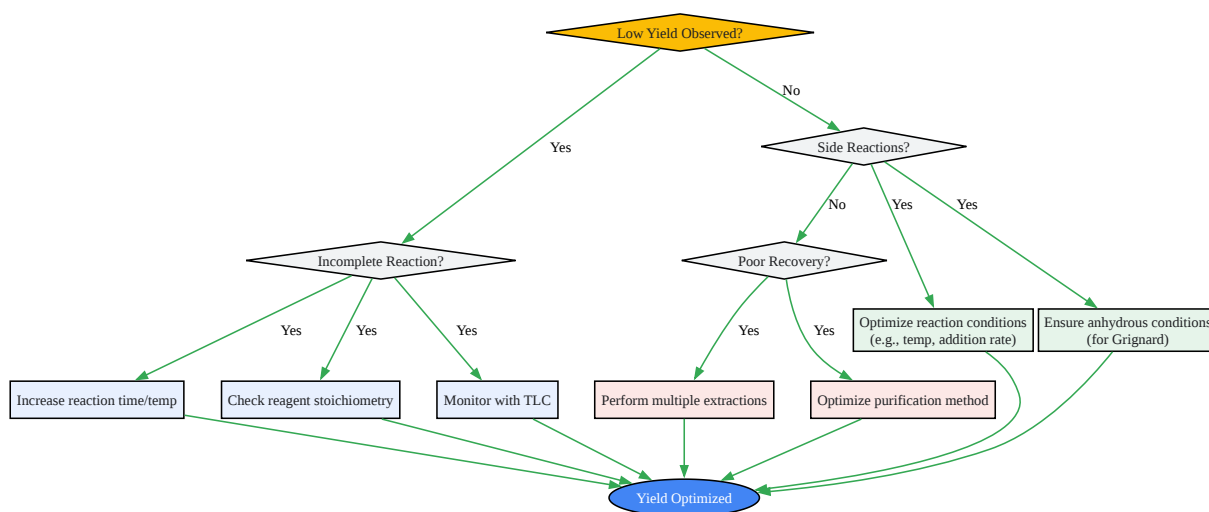 Low Yield Observed?
No
Yes
Side Reactions?
No
Yes
Yes
Incomplete Reaction?
Poor Recovery?
Yes
Yes
Yes
Yes
Yes
Optimize reaction conditions
(e.g., temp, addition rate)
Ensure anhydrous conditions
(for Grignard)
Increase reaction time/temp
Check reagent stoichiometry
Monitor with TLC
Perform multiple extractions
Optimize purification method
Yield Optimized